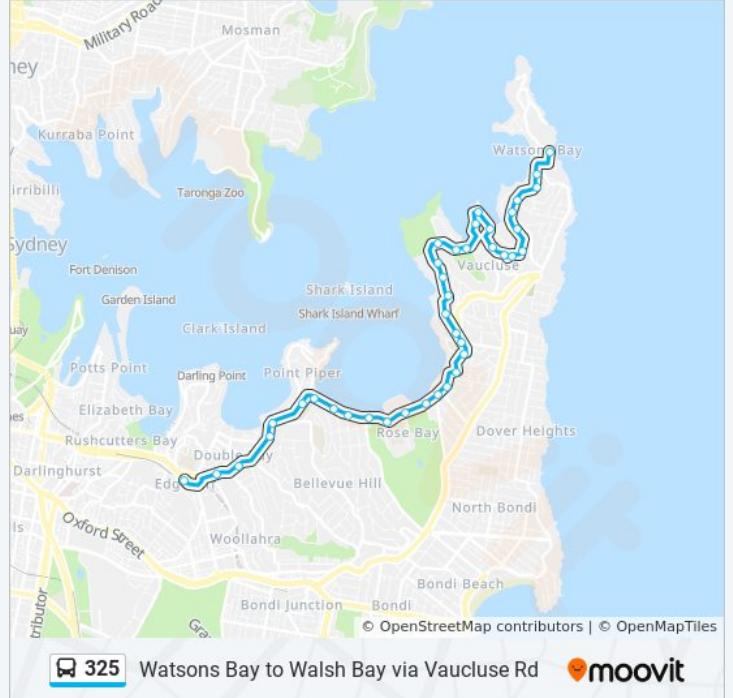 Military Road
Mosman
ney
Kurraba Point
Watsons Bay
irribilli
Taronga Zoo
Sydney
Vaucluse
Fort Denison
Garden Island
Shark Island
Shark Island Wharf
Clark Island
uay
Potts Point
Darling Point
Point Piper
Elizabeth Bay
Rushcutters Bay
Rose Bay
Dover Heights
Double Bay
Darlinghurst
Bellevue Hill
North Bondi
Oxford Street
Woollahra
Bondi Beach
Bondi Junction
Bondi
© OpenStreetMap contributors | © OpenMapTiles
325
Watsons Bay to Walsh Bay via Vaucluse Rd
moovit